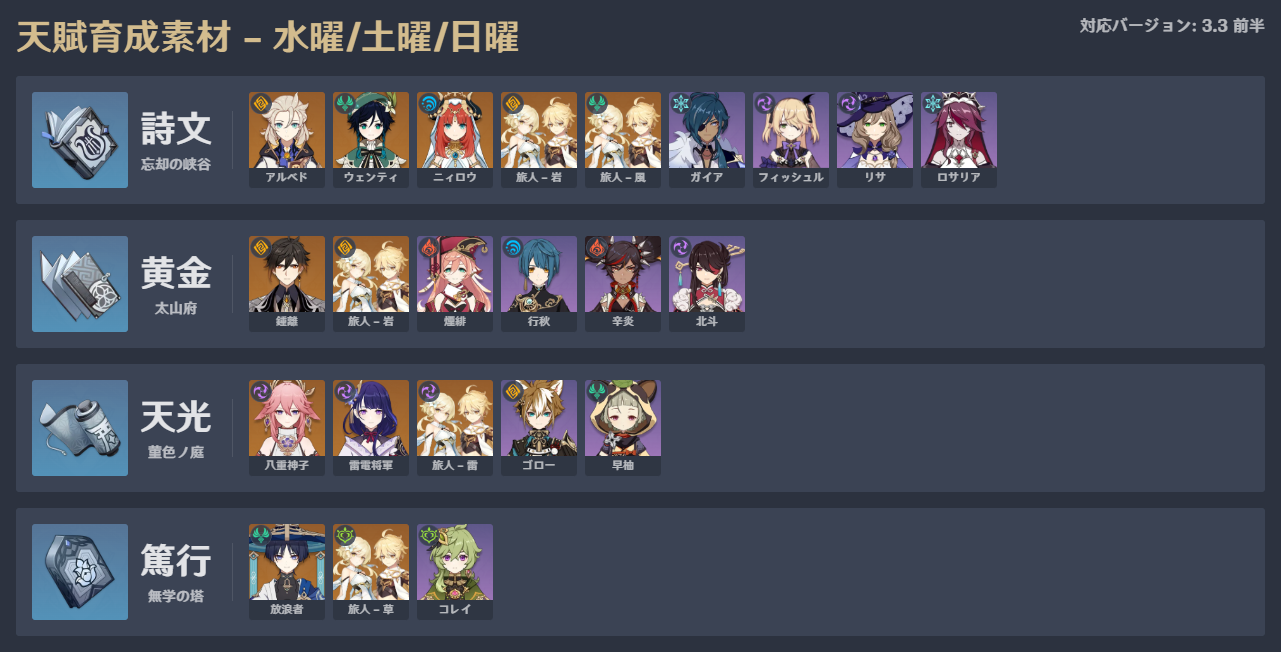 天賦育成素材 – 水曜/土曜/日曜
対応バージョン: 3.3 前半
詩文
忘却の峡谷
アルベド
ウェンティ
ニィロウ
旅人 – 岩
旅人 – 風
ガイア
フィッシュル
リサ
ロサリア
黄金
太山府
鍾離
旅人 – 岩
煙緋
行秋
辛炎
北斗
天光
菫色ノ庭
八重神子
雷電将軍
旅人 – 雷
ゴロー
早柚
篤行
無学の塔
放浪者
旅人 – 草
コレイ